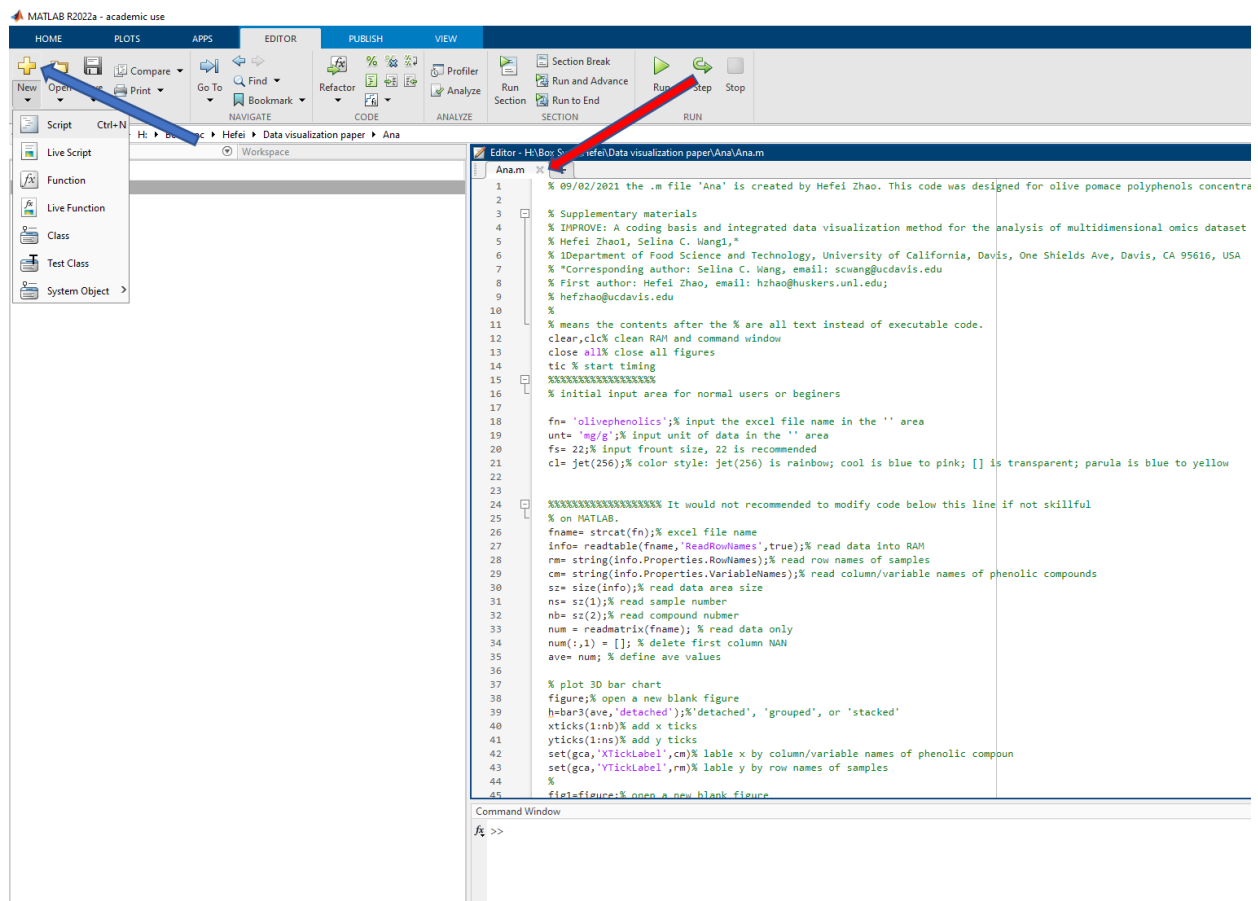 MATLAB R2022a - academic use
HOME PLOTS APPS EDITOR PUBLISH VIEW
Compare
Print
New Open
Go To
Find
Bookmark
Refactor
Profiler
Analyze
Run Section
Section Break
Run and Advance
Run to End
Step Stop
NAVIGATE CODE ANALYZE SECTION RUN
Script Ctrl+N
Live Script
Function
Live Function
Class
Test Class
System Object
H: Hefei Data visualization paper Ana
Workspace
Editor - H:\Box \Data visualization paper\Ana\Ana.m
Ana.m
1 % 09/02/2021 the .m file 'Ana' is created by Hefei Zhao. This code was designed for olive pomace polyphenols concentra
2
3 % Supplementary materials
4 % IMPROVE: A coding basis and integrated data visualization method for the analysis of multidimensional omics dataset
5 % Hefei Zhao1, Selina C. Wang1,*
6 % 1Department of Food Science and Technology, University of California, Davis, One Shields Ave, Davis, CA 95616, USA
7 % *Corresponding author: Selina C. Wang, email: scwang@ucdavis.edu
8 % First author: Hefei Zhao, email: hzhao@huskers.unl.edu;
9 % hefzhao@ucdavis.edu
10 %
11 % means the contents after the % are all text instead of executable code.
12 clear,clc% clean RAM and command window
13 close all% close all figures
14 tic % start timing
15 %%%%%%%%%%%%%%%%%%
16 % initial input area for normal users or beginers
17
18 fn= 'olivephenolics';% input the excel file name in the '' area
19 unt= 'mg/g';% input unit of data in the '' area
20 fs= 22;% input frount size, 22 is recommended
21 cl= jet(256);% color style: jet(256) is rainbow; cool is blue to pink; [] is transparent; parula is blue to yellow
22
23
24 %%%%%%%%%%%%%%%%%%% It would not recommended to modify code below this line if not skillful
25 % on MATLAB.
26 fname= strcat(fn);% excel file name
27 info= readtable(fname,'ReadRowNames',true);% read data into RAM
28 rm= string(info.Properties.RowNames);% read row names of samples
29 cm= string(info.Properties.VariableNames);% read column/variable names of phenolic compounds
30 sz= size(info);% read data area size
31 ns= sz(1);% read sample number
32 nb= sz(2);% read compound nubmer
33 num = readmatrix(fname); % read data only
34 num(:,1) = []; % delete first column NAN
35 ave= num; % define ave values
36
37 % plot 3D bar chart
38 figure;% open a new blank figure
39 h=bar3(ave,'detached');%'detached', 'grouped', or 'stacked'
40 xticks(1:nb)% add x ticks
41 yticks(1:ns)% add y ticks
42 set(gca,'XTickLabel',cm)% lable x by column/variable names of phenolic compoun
43 set(gca,'YTickLabel',rm)% lable y by row names of samples
44 %
45 fig1=figure;% open a new blank figure
Command Window
fx >>